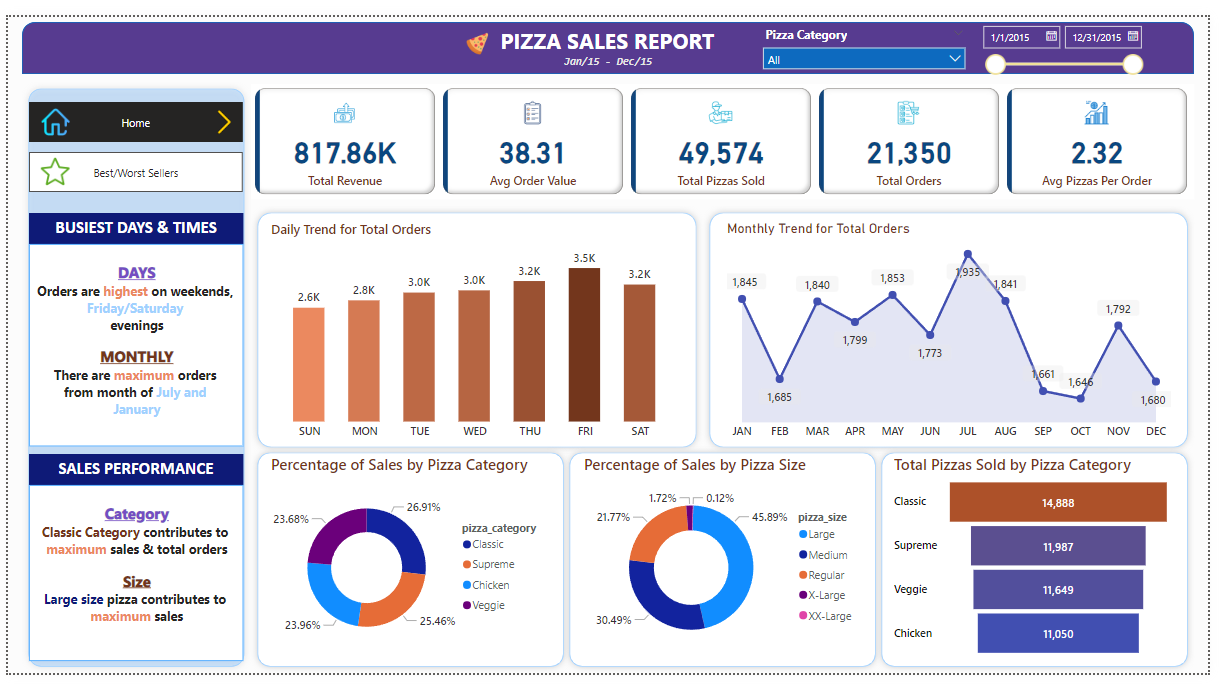 PIZZA SALES REPORT
Jan/15 - Dec/15
Pizza Category
All
1/1/2015
12/31/2015
Home
Best/Worst Sellers
817.86K
Total Revenue
38.31
Avg Order Value
49,574
Total Pizzas Sold
21,350
Total Orders
2.32
Avg Pizzas Per Order
BUSIEST DAYS & TIMES
DAYS
Orders are highest on weekends,
Friday/Saturday
evenings
MONTHLY
There are maximum orders
from month of July and
January
SALES PERFORMANCE
Category
Classic Category contributes to
maximum sales & total orders
Size
Large size pizza contributes to
maximum sales
Daily Trend for Total Orders
2.6K
2.8K
3.0K
3.0K
3.2K
3.5K
3.2K
SUN MON TUE WED THU FRI SAT
Monthly Trend for Total Orders
1,845
1,685
1,840
1,799
1,853
1,773
1,935
1,841
1,661
1,646
1,792
1,680
JAN FEB MAR APR MAY JUN JUL AUG SEP OCT NOV DEC
Percentage of Sales by Pizza Category
26.91%
25.46%
23.96%
23.68%
pizza_category
Classic
Supreme
Chicken
Veggie
Percentage of Sales by Pizza Size
1.72%
0.12%
45.89%
30.49%
21.77%
pizza_size
Large
Medium
Regular
X-Large
XX-Large
Total Pizzas Sold by Pizza Category
Classic 14,888
Supreme 11,987
Veggie 11,649
Chicken 11,050